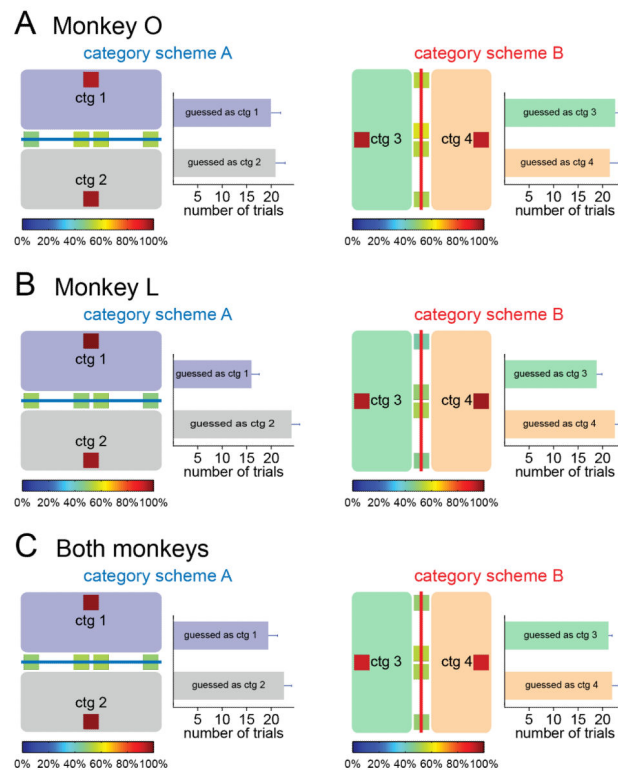 A Monkey O
category scheme A
category scheme B
ctg 1
guessed as ctg 1
ctg 2
guessed as ctg 2
5 10 15 20
number of trials
0% 20% 40% 60% 80% 100%
ctg 3
ctg 4
guessed as ctg 3
guessed as ctg 4
5 10 15 20
number of trials
0% 20% 40% 60% 80% 100%
B Monkey L
category scheme A
category scheme B
ctg 1
guessed as ctg 1
ctg 2
guessed as ctg 2
5 10 15 20
number of trials
0% 20% 40% 60% 80% 100%
ctg 3
ctg 4
guessed as ctg 3
guessed as ctg 4
5 10 15 20
number of trials
0% 20% 40% 60% 80% 100%
C Both monkeys
category scheme A
category scheme B
ctg 1
guessed as ctg 1
ctg 2
guessed as ctg 2
5 10 15 20
number of trials
0% 20% 40% 60% 80% 100%
ctg 3
ctg 4
guessed as ctg 3
guessed as ctg 4
5 10 15 20
number of trials
0% 20% 40% 60% 80% 100%